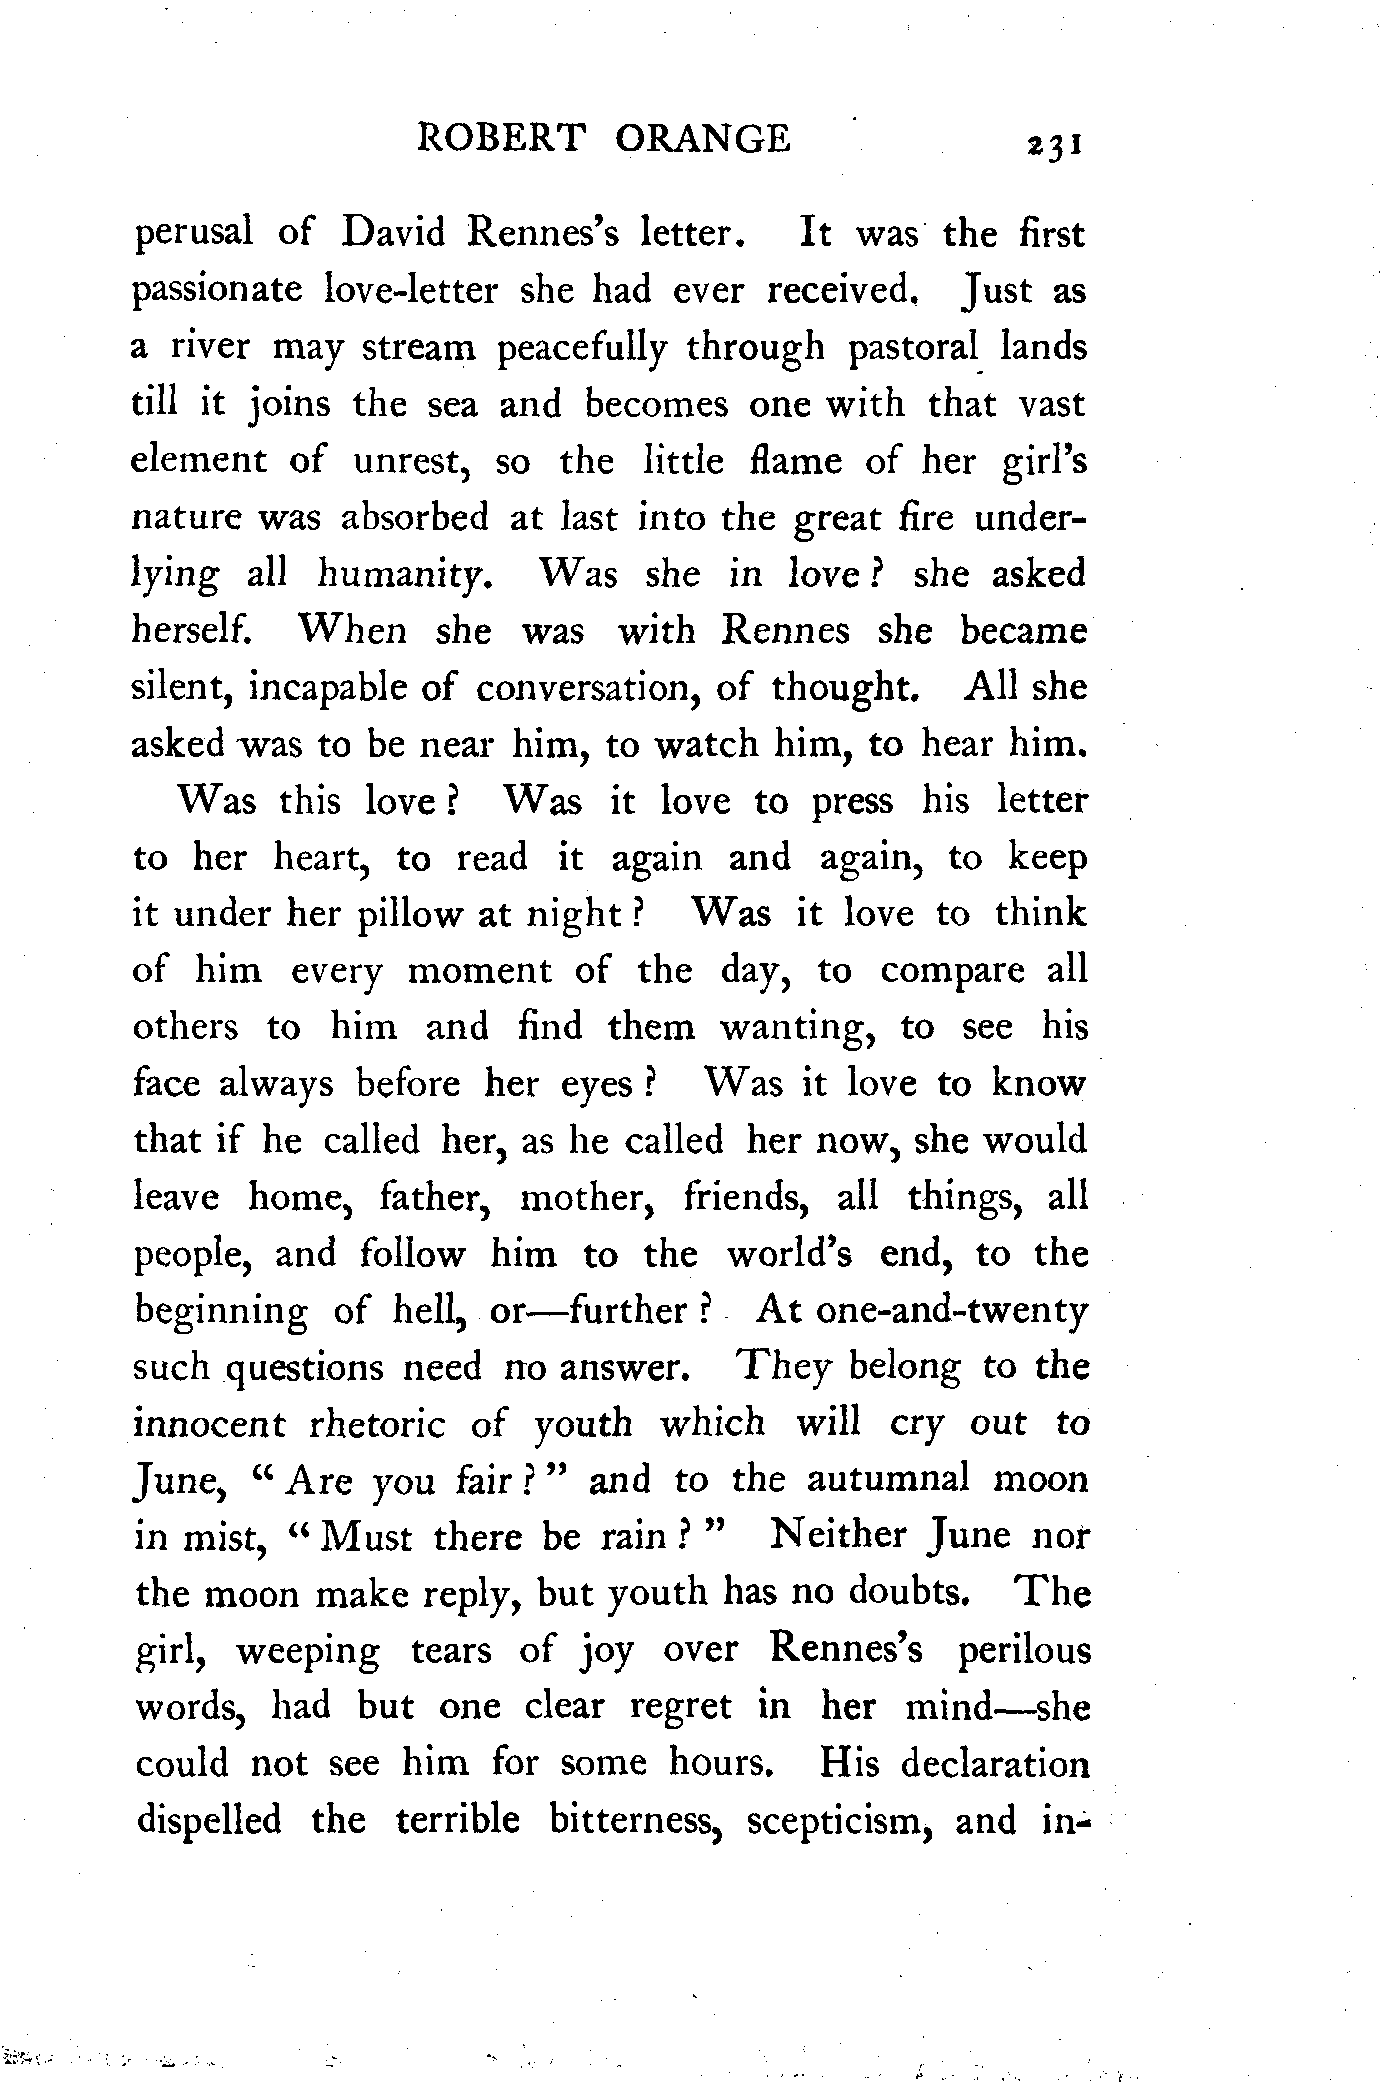 ROBERT ORANGE 231
perusal of David Rennes's letter. It was the first
passionate love-letter she had ever received. Just as
a river may stream peacefully through pastoral lands
till it joins the sea and becomes one with that vast
element of unrest, so the little flame of her girl's
nature was absorbed at last into the great fire under-
lying all humanity. Was she in love? she asked
herself. When she was with Rennes she became
silent, incapable of conversation, of thought. All she
asked was to be near him, to watch him, to hear him.
Was this love? Was it love to press his letter
to her heart, to read it again and again, to keep
it under her pillow at night? Was it love to think
of him every moment of the day, to compare all
others to him and find them wanting, to see his
face always before her eyes? Was it love to know
that if he called her, as he called her now, she would
leave home, father, mother, friends, all things, all
people, and follow him to the world's end, to the
beginning of hell, or—further? At one-and-twenty
such questions need no answer. They belong to the
innocent rhetoric of youth which will cry out to
June, "Are you fair?" and to the autumnal moon
in mist, "Must there be rain?" Neither June nor
the moon make reply, but youth has no doubts. The
girl, weeping tears of joy over Rennes's perilous
words, had but one clear regret in her mind—she
could not see him for some hours. His declaration
dispelled the terrible bitterness, scepticism, and in-